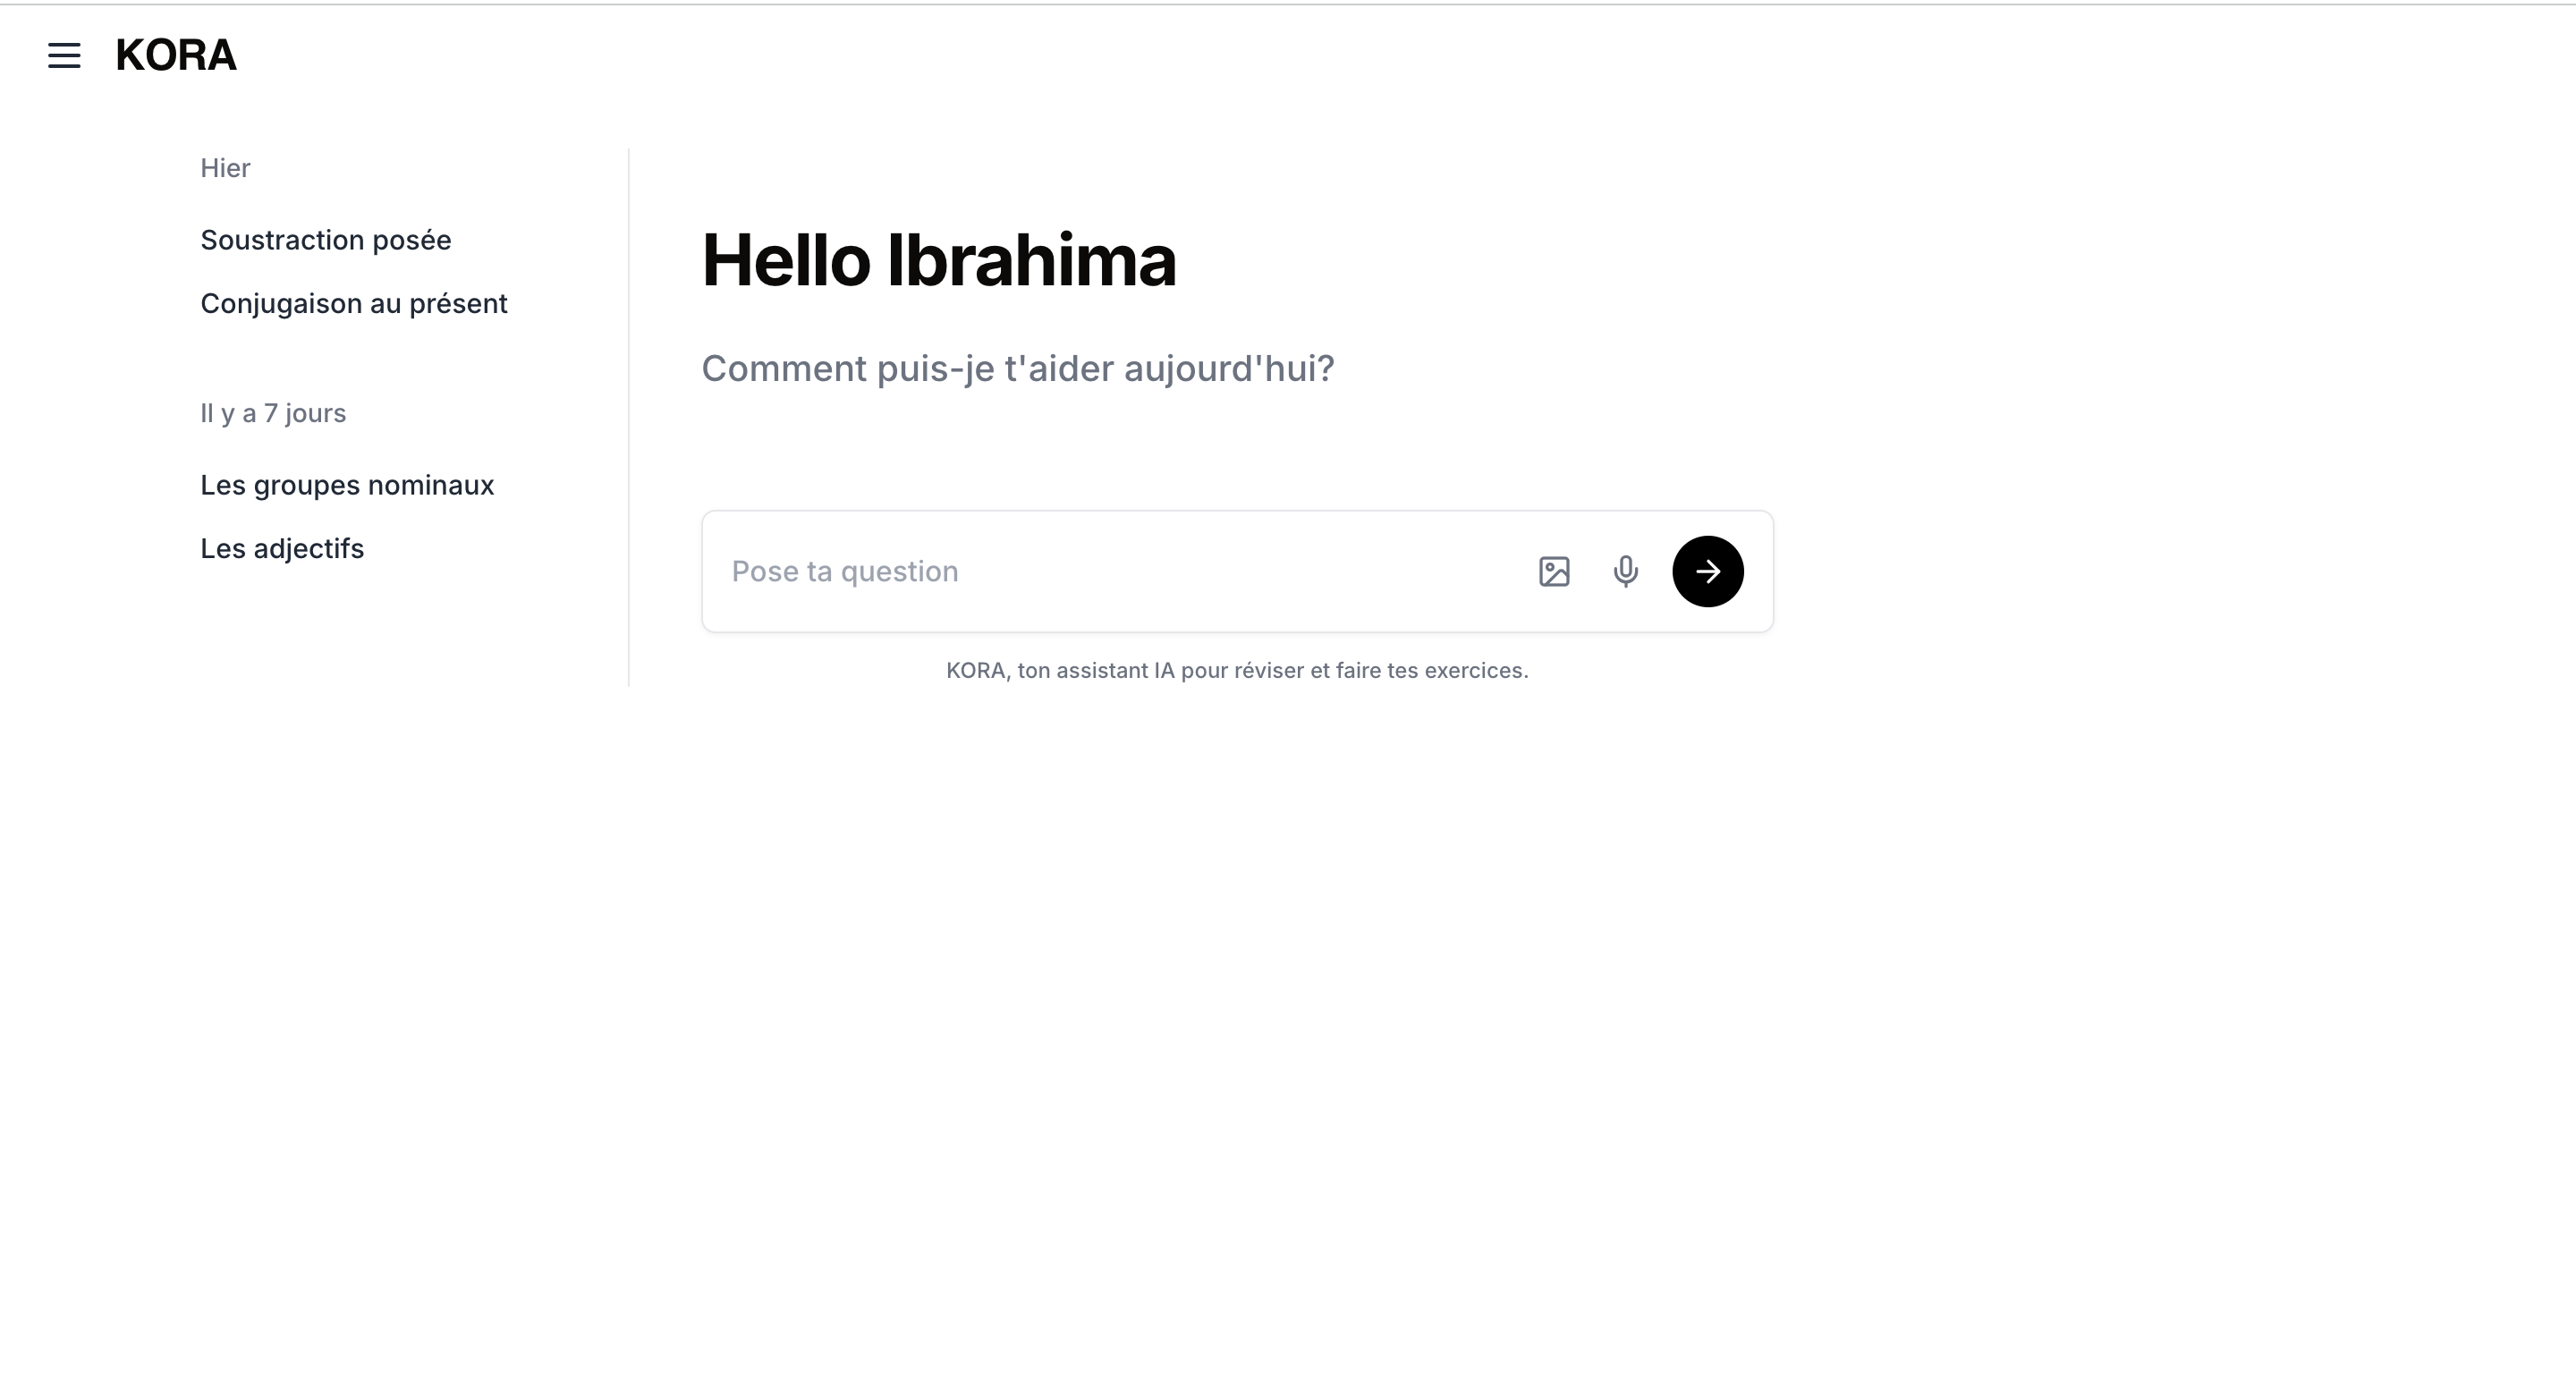 KORA
Hier
Soustraction posée
Conjugaison au présent
Il y a 7 jours
Les groupes nominaux
Les adjectifs
Hello Ibrahima
Comment puis-je t'aider aujourd'hui?
Pose ta question
KORA, ton assistant IA pour réviser et faire tes exercices.